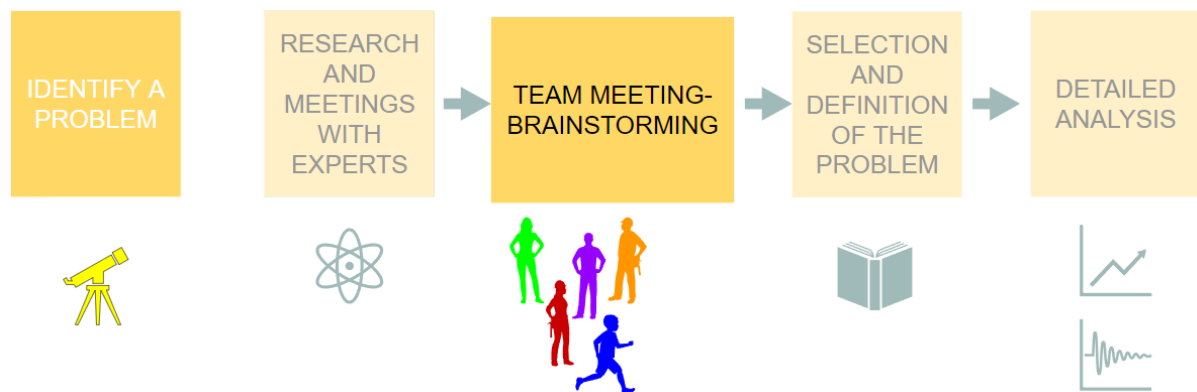 IDENTIFY A
PROBLEM
RESEARCH
AND
MEETINGS
WITH
EXPERTS
TEAM MEETING-
BRAINSTORMING
SELECTION
AND
DEFINITION
OF THE
PROBLEM
DETAILED
ANALYSIS